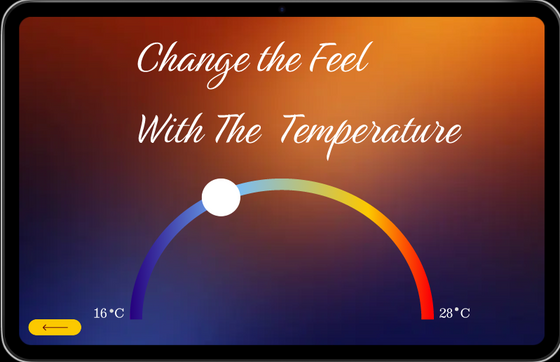 Change the Feel
With The Temperature
16°C
28°C